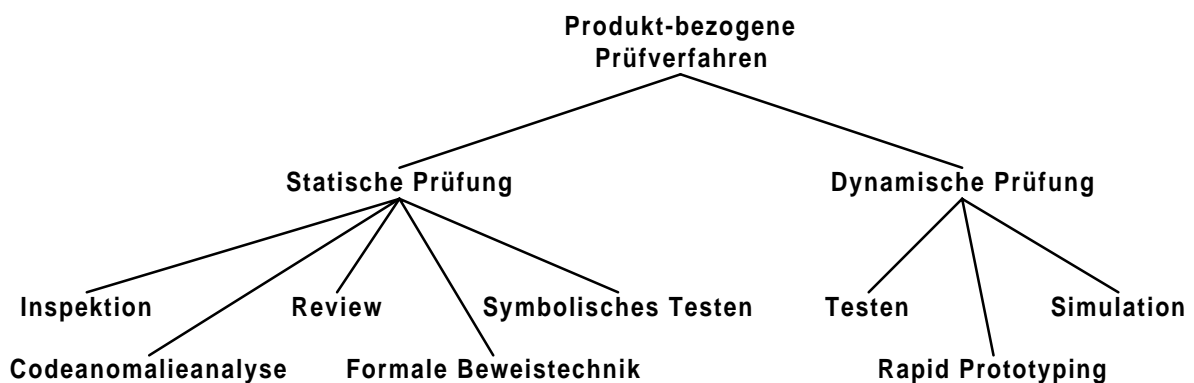 Produkt-bezogene
Prüfverfahren
Statische Prüfung
Dynamische Prüfung
Inspektion
Review
Symbolisches Testen
Testen
Simulation
Codeanomalieanalyse
Formale Beweistechnik
Rapid Prototyping